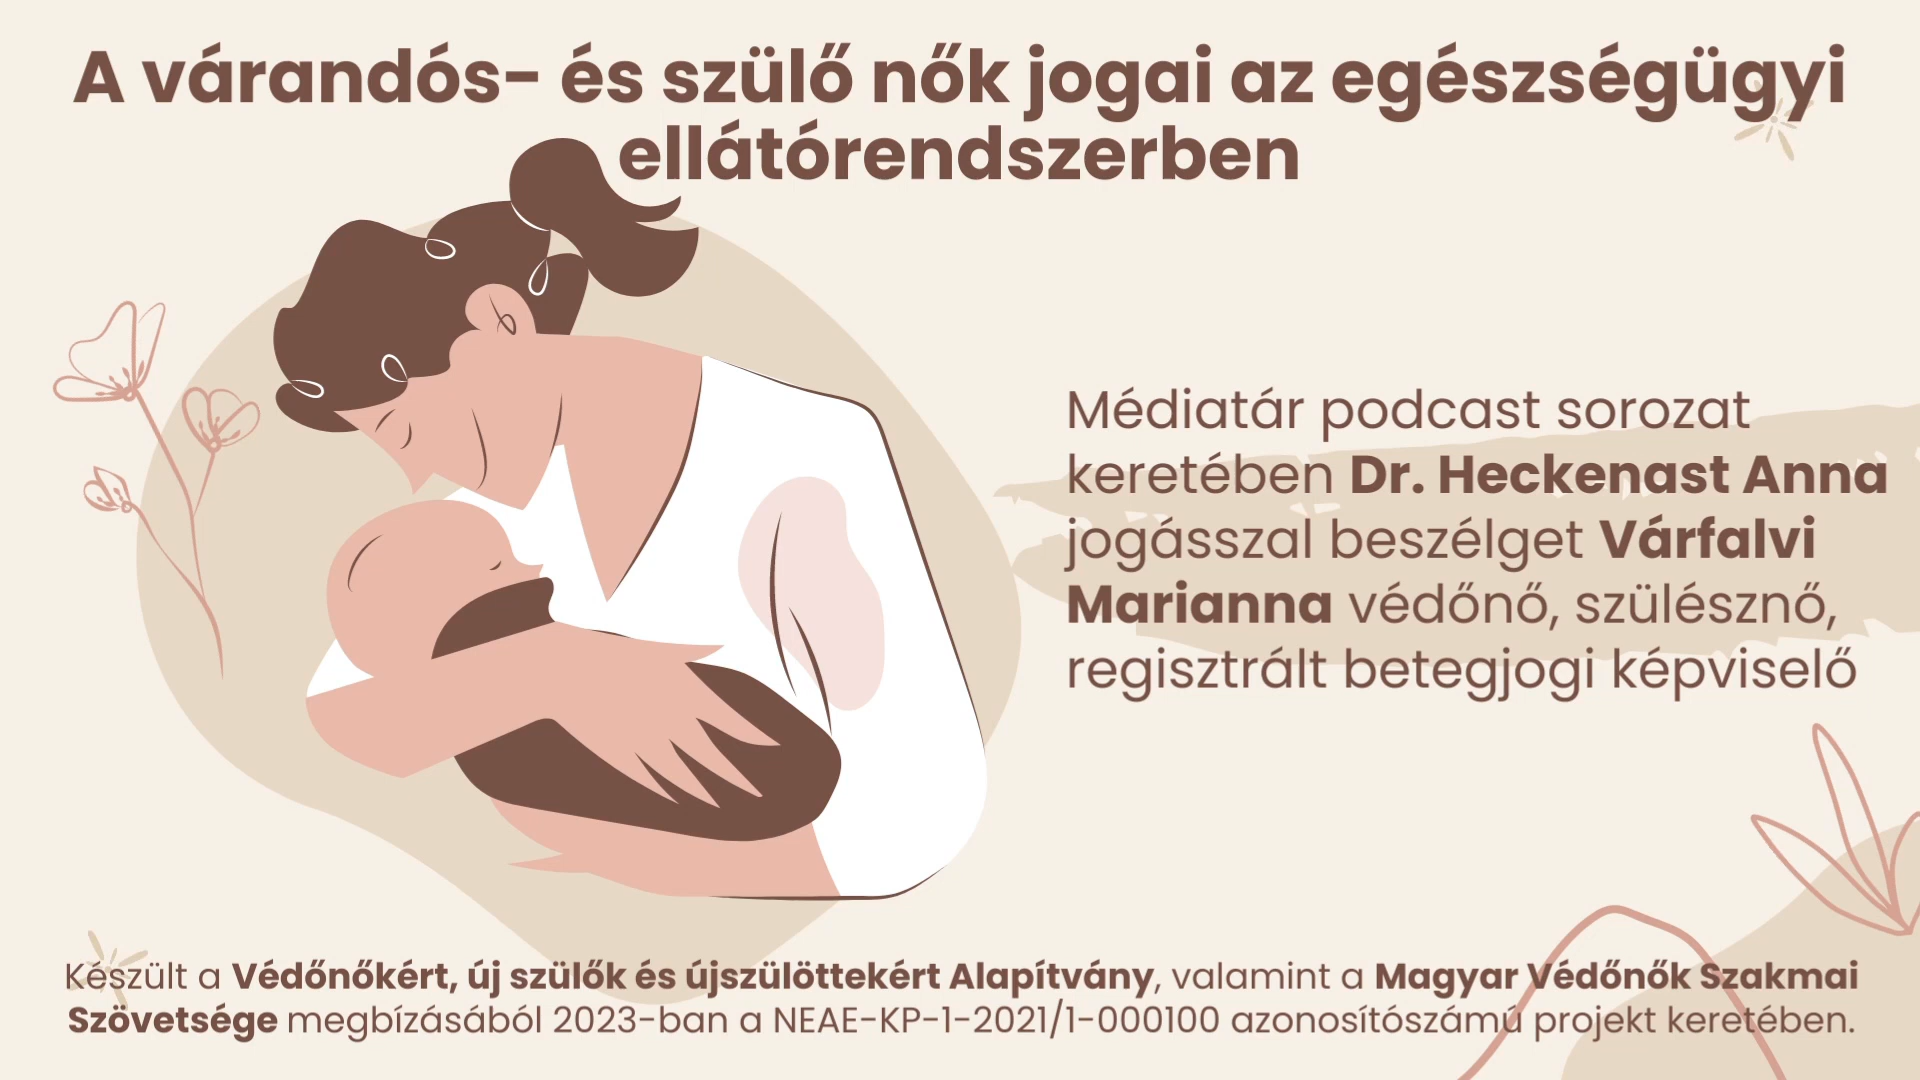 A várandós- és szülő nők jogai az egészségügyi
ellátórendszerben
Médiatár podcast sorozat
keretében Dr. Heckenast Anna
jogásszal beszélget Várfalvi
Marianna védőnő, szülésznő,
regisztrált betegjogi képviselő
Készült a Védőnőkért, új szülők és újszülöttekért Alapítvány, valamint a Magyar Védőnők Szakmai
Szövetsége megbízásából 2023-ban a NEAE-KP-1-2021/1-000100 azonosítószámú projekt keretében.